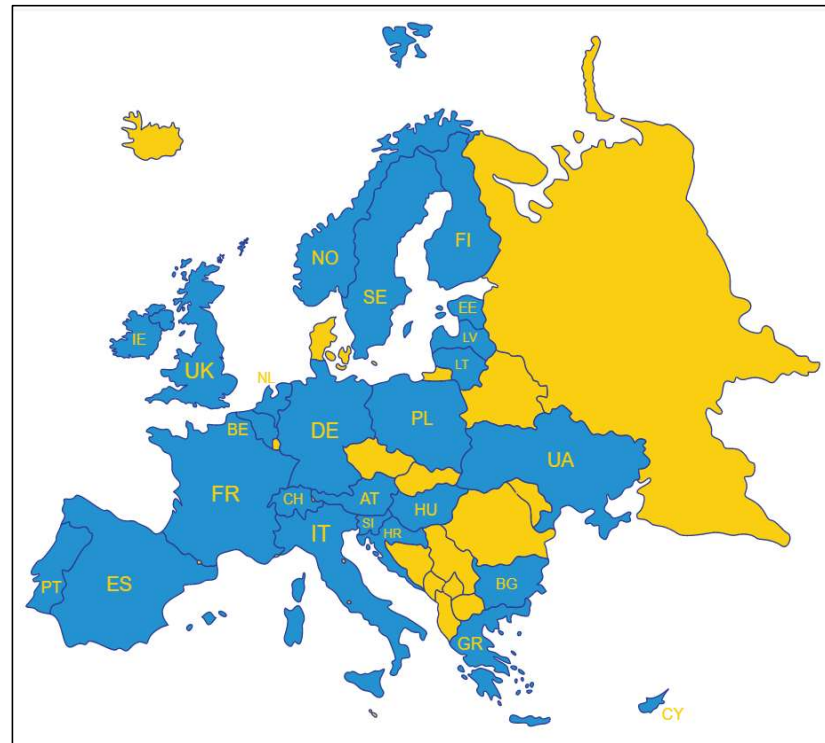 NO
FI
SE
EE
IE
LV
LT
UK
NL
BE
DE
PL
UA
FR
CH
AT
HU
SI
HR
IT
PT
ES
BG
GR
CY